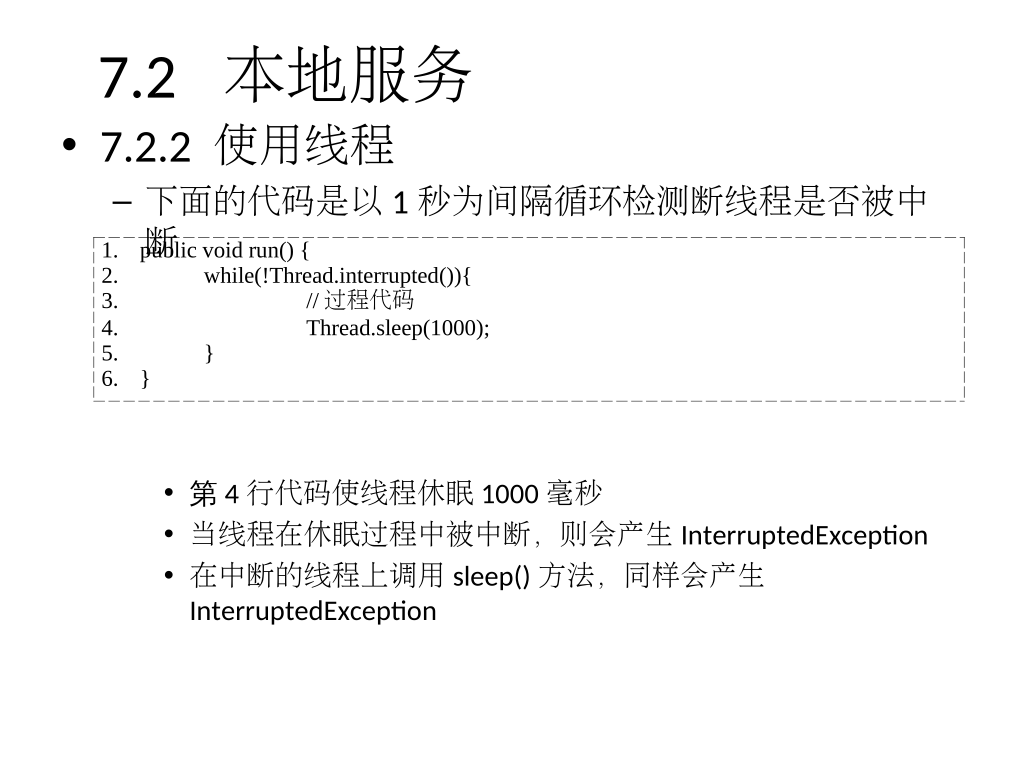 7.2 本地服务
• 7.2.2 使用线程
– 下面的代码是以 1 秒为间隔循环检测断线程是否被中
断
1. public void run() {
2. while(!Thread.interrupted()){
3. // 过程代码
4. Thread.sleep(1000);
5. }
6. }
• 第 4 行代码使线程休眠 1000 毫秒
• 当线程在休眠过程中被中断，则会产生 InterruptedException
• 在中断的线程上调用 sleep() 方法，同样会产生
InterruptedException